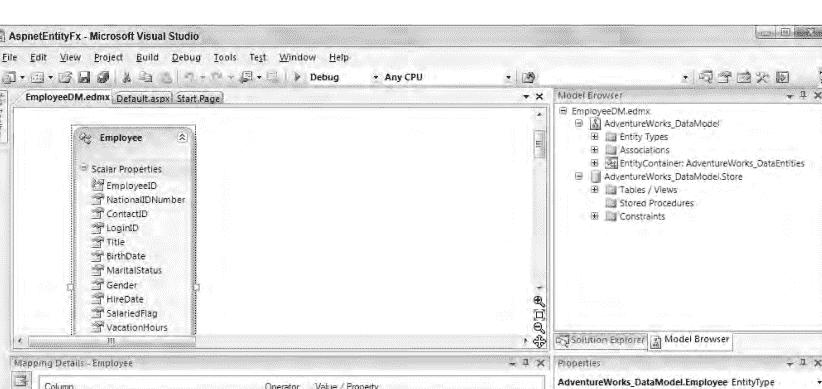 AspnetEntityFx - Microsoft Visual Studio
File Edit View Project Build Debug Tools Test Window Help
Debug Any CPU
EmployeeDM.edmx Default.aspx Start Page
Employee
Scalar Properties
EmployeeID
NationalIDNumber
ContactID
LoginID
Title
BirthDate
MaritalStatus
Gender
HireDate
SalariedFlag
VacationHours
Model Browser
EmployeeDM.edmx
AdventureWorks_DataModel
Entity Types
Associations
EntityContainer: AdventureWorks_DataEntities
AdventureWorks_DataModel.Store
Tables / Views
Stored Procedures
Constraints
Solution Explorer Model Browser
Mapping Details - Employee
Column Operator Value / Property
Properties
AdventureWorks_DataModel.Employee EntityType